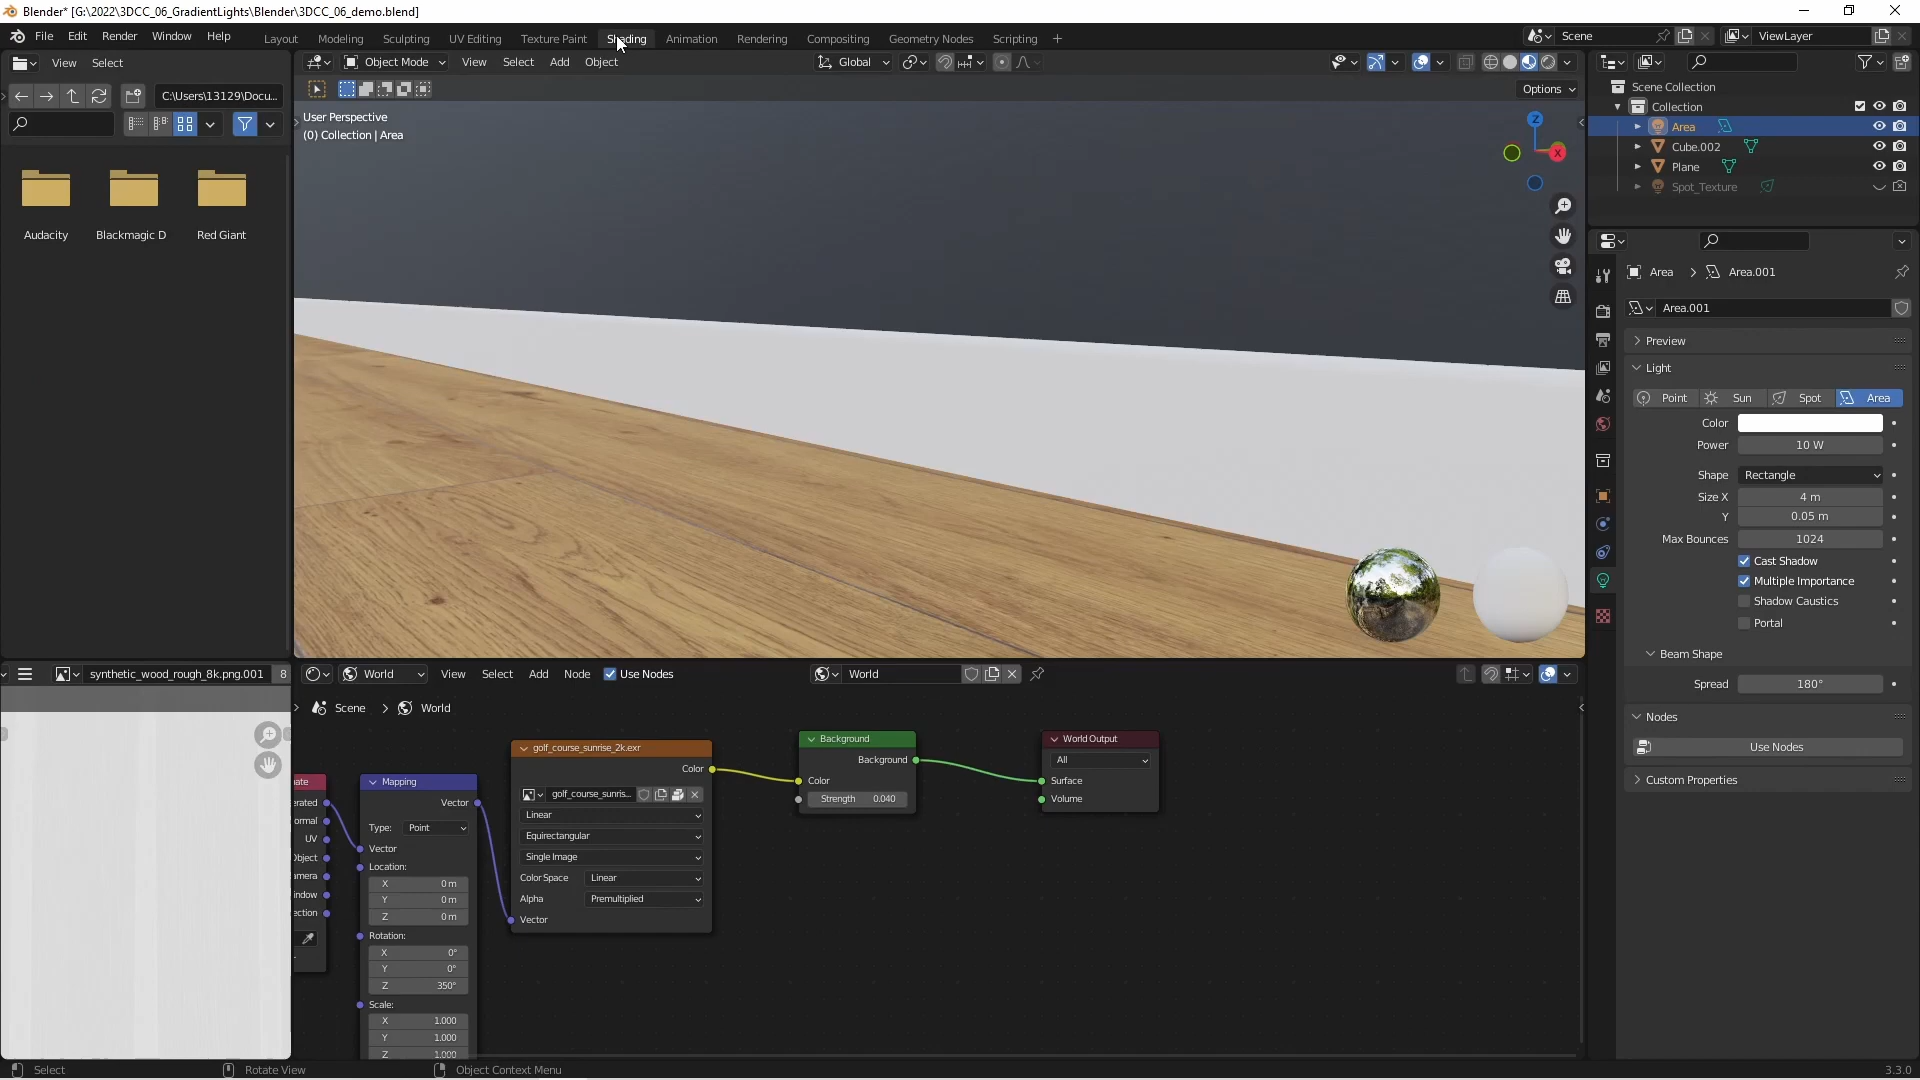 Blender* [G:\2022\3DCC_06_GradientLights\Blender\3DCC_06_demo.blend]
File Edit Render Window Help Layout Modeling Sculpting UV Editing Texture Paint Shading Animation Rendering Compositing Geometry Nodes Scripting + Scene ViewLayer
View Select Object Mode View Select Add Object Global
C:\Users\13129\Docu... Options
User Perspective
(0) Collection | Area
Z
X
Audacity Blackmagic D Red Giant
Scene Collection
Collection
Area
Cube.002
Plane
Spot_Texture
Area > Area.001
Area.001
Preview
Light
Point Sun Spot Area
Color
Power 10 W
Shape Rectangle
Size X 4 m
Y 0.05 m
Max Bounces 1024
Cast Shadow
Multiple Importance
Shadow Caustics
Portal
Beam Shape
Spread 180°
Nodes
Use Nodes
Custom Properties
synthetic_wood_rough_8k.png.001 8
World View Select Add Node Use Nodes World
Scene > World
Mapping
Vector
Type: Point
Vector
Location:
X 0 m
Y 0 m
Z 0 m
Rotation:
X 0°
Y 0°
Z 350°
Scale:
X 1.000
Y 1.000
Z 1.000
UV
golf_course_sunrise_2k.exr
Color
golf_course_sunris...
Linear
Equirectangular
Single Image
Color Space Linear
Alpha Premultiplied
Vector
Background
Background
Color
Strength 0.040
World Output
All
Surface
Volume
Select Rotate View Object Context Menu 3.3.0